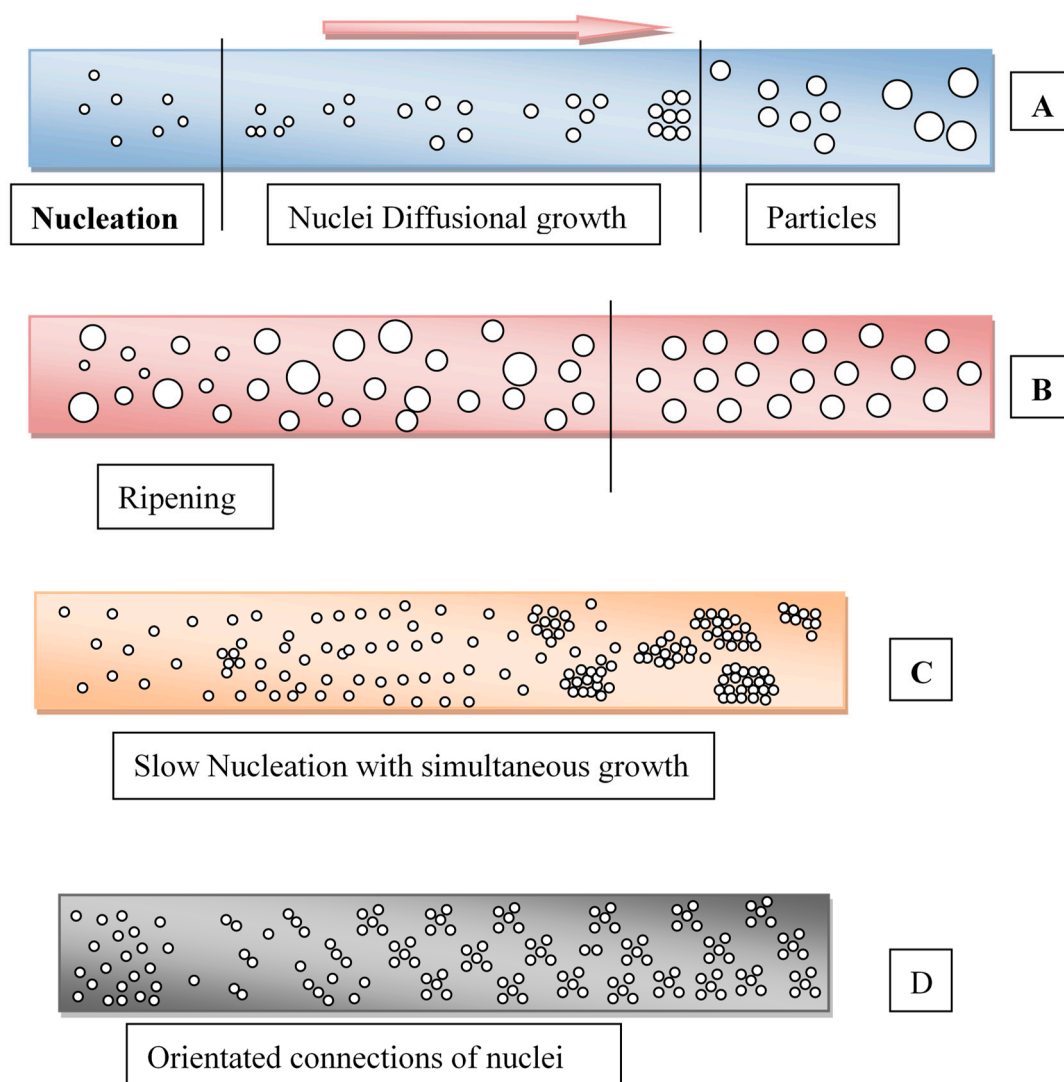 A
Nucleation
Nuclei Diffusional growth
Particles
B
Ripening
C
Slow Nucleation with simultaneous growth
D
Orientated connections of nuclei